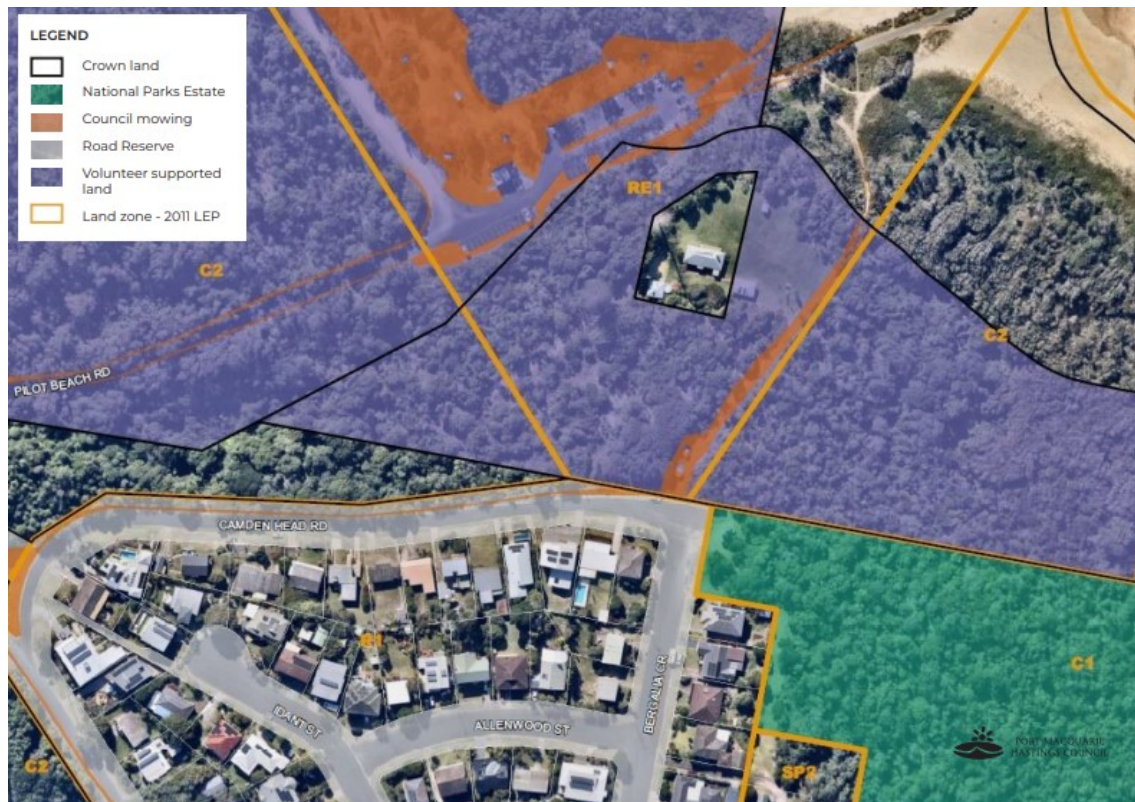 LEGEND
Crown land
National Parks Estate
Council mowing
Road Reserve
Volunteer supported
land
Land zone - 2011 LEP
RE1
C2
C2
PILOT BEACH RD
CAMDEN HEAD RD
R1
C1
IDANT ST
ALLENWOOD ST
BERGALIA CR
C2
SP2
PORT MACQUARIE
HASTINGS COUNCIL